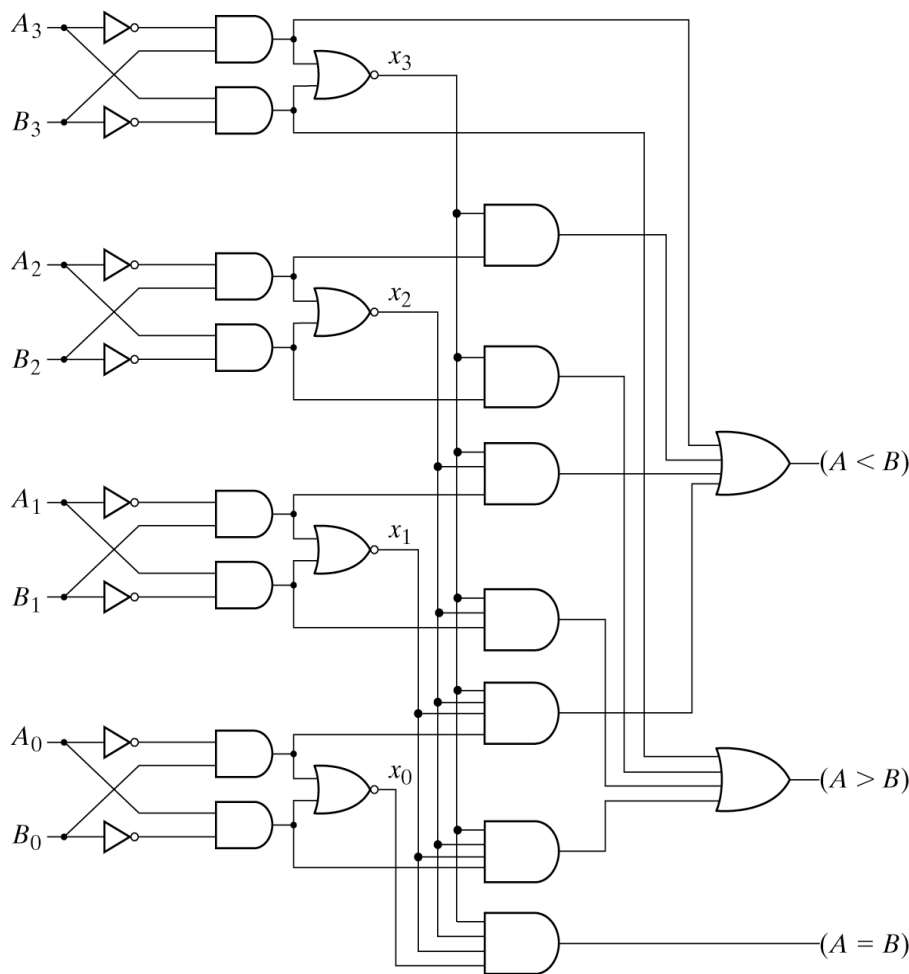 A₃
x₃
B₃
A₂
x₂
B₂
(A < B)
A₁
x₁
B₁
A₀
x₀
(A > B)
B₀
(A = B)